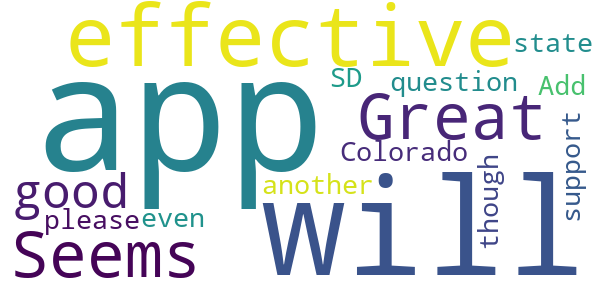 effective
state
app
SD
question
Add
Great
Colorado
good
another
though
support
please
even
Will
Seems